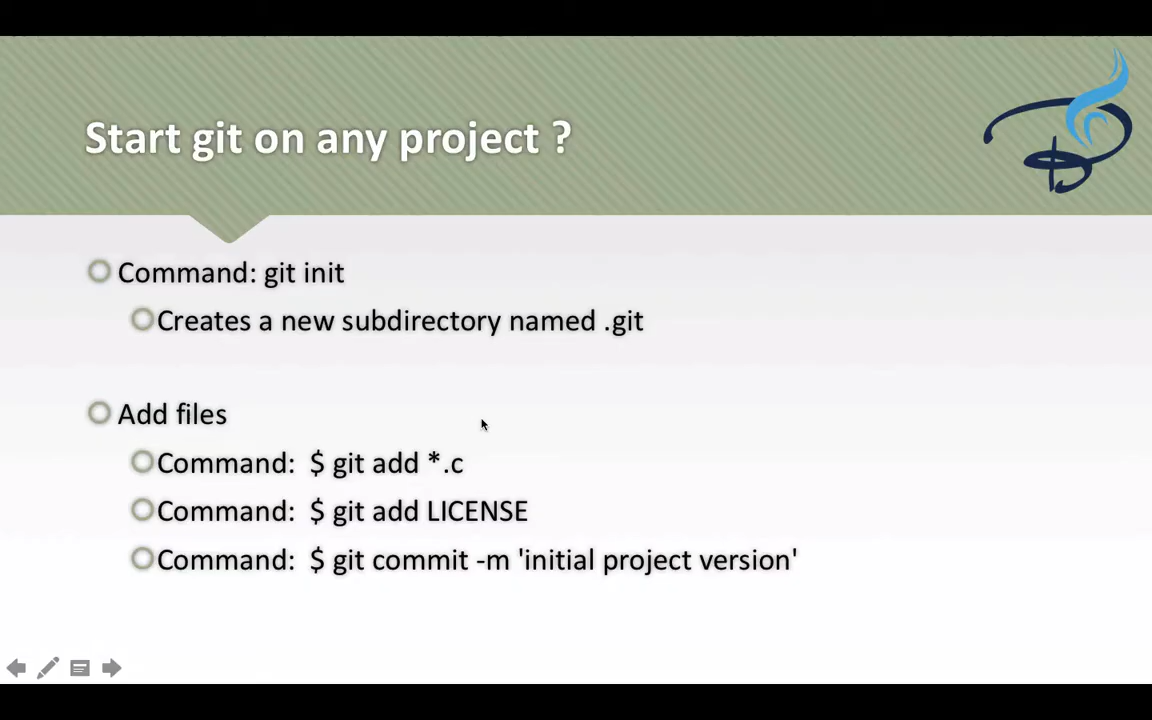 Start git on any project ?
Command: git init
Creates a new subdirectory named .git
Add files
Command:  $ git add *.c
Command:  $ git add LICENSE
Command:  $ git commit -m 'initial project version'